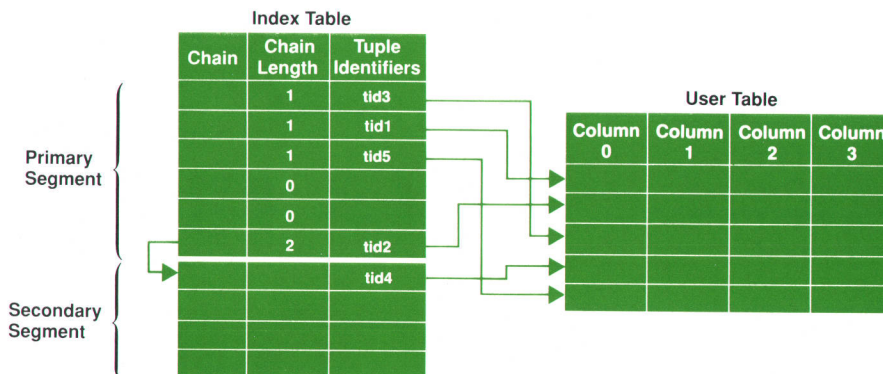 Index Table
Chain
Chain
Length
Tuple
Identifiers
1 tid3
1 tid1
1 tid5
0
0
2 tid2
tid4
Primary
Segment
Secondary
Segment
User Table
Column
0
Column
1
Column
2
Column
3